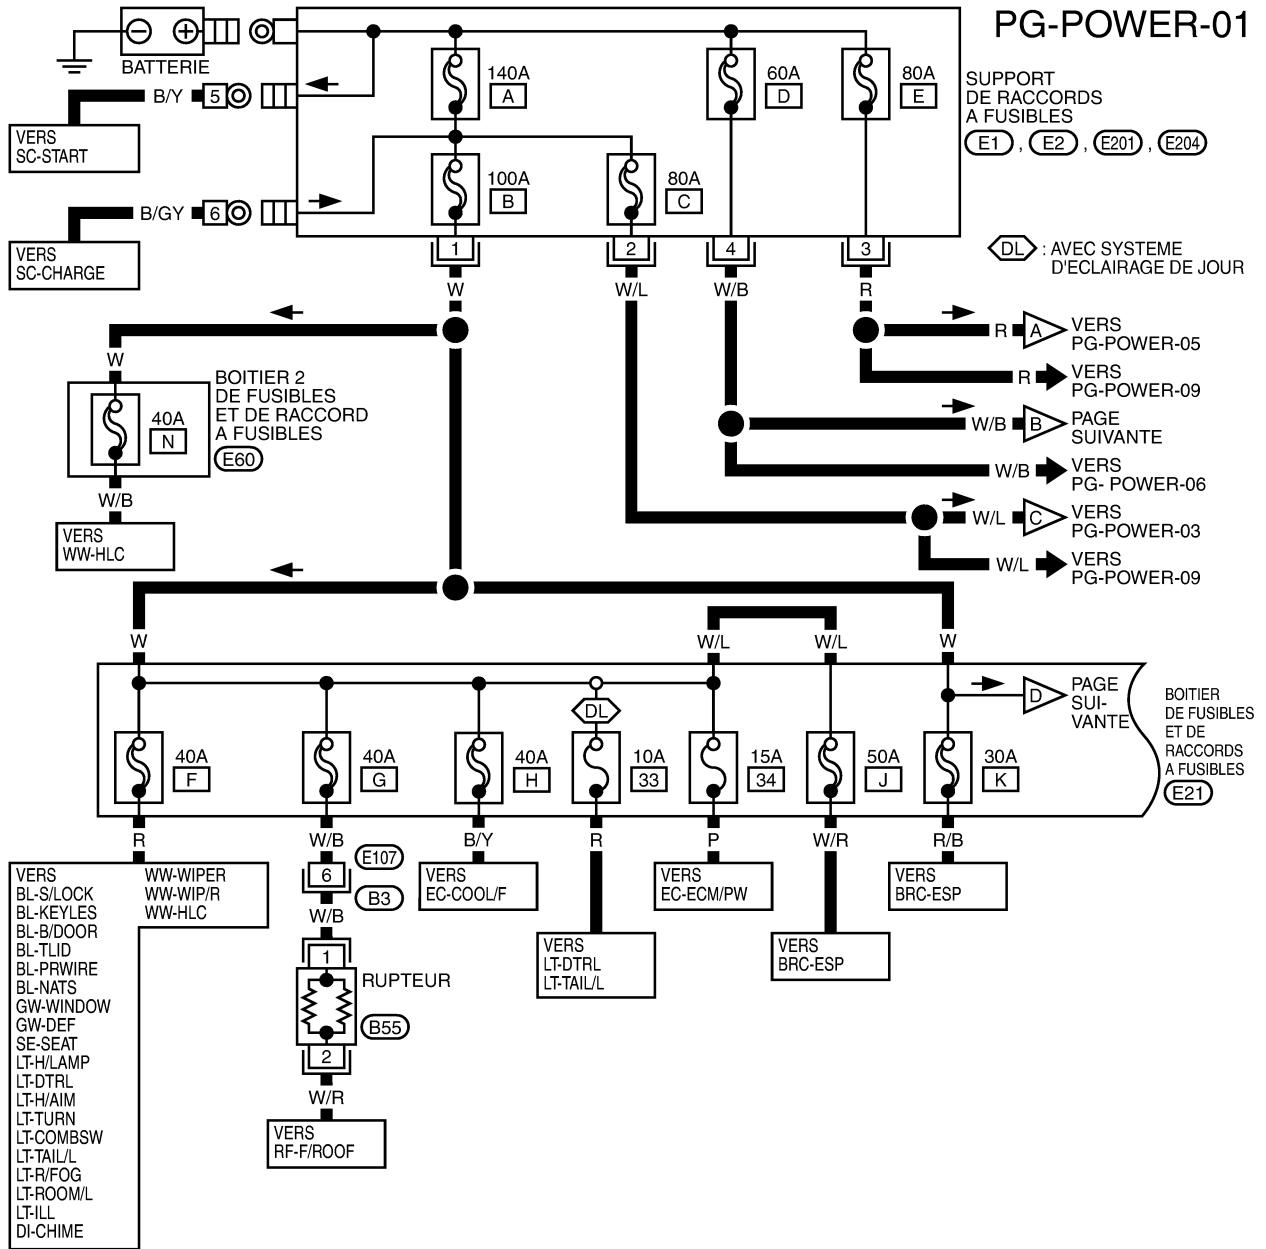 PG-POWER-01
BATTERIE
B/Y 5
VERS
SC-START
B/GY 6
VERS
SC-CHARGE
140A
A
100A
B
80A
C
60A
D
80A
E
SUPPORT
DE RACCORDS
A FUSIBLES
E1 , E2 , E201 , E204
1 2 4 3
W W/L W/B R
DL : AVEC SYSTEME
D'ECLAIRAGE DE JOUR
R A VERS
PG-POWER-05
R VERS
PG-POWER-09
W/B B PAGE
SUIVANTE
W/B VERS
PG- POWER-06
W/L C VERS
PG-POWER-03
W/L VERS
PG-POWER-09
W
40A
N
BOITIER 2
DE FUSIBLES
ET DE RACCORD
A FUSIBLES
E60
W/B
VERS
WW-HLC
W W/L W/L W
DL
D PAGE
SUI-
VANTE
BOITIER
DE FUSIBLES
ET DE
RACCORDS
A FUSIBLES
E21
40A
F
40A
G
40A
H
10A
33
15A
34
50A
J
30A
K
R W/B B/Y R P W/R R/B
VERS
BL-S/LOCK
BL-KEYLES
BL-B/DOOR
BL-TLID
BL-PRWIRE
BL-NATS
GW-WINDOW
GW-DEF
SE-SEAT
LT-H/LAMP
LT-DTRL
LT-H/AIM
LT-TURN
LT-COMBSW
LT-TAIL/L
LT-R/FOG
LT-ROOM/L
LT-ILL
DI-CHIME
WW-WIPER
WW-WIP/R
WW-HLC
6 E107
B3
W/B
1
RUPTEUR
B55
2
W/R
VERS
RF-F/ROOF
VERS
EC-COOL/F
VERS
LT-DTRL
LT-TAIL/L
VERS
EC-ECM/PW
VERS
BRC-ESP
VERS
BRC-ESP